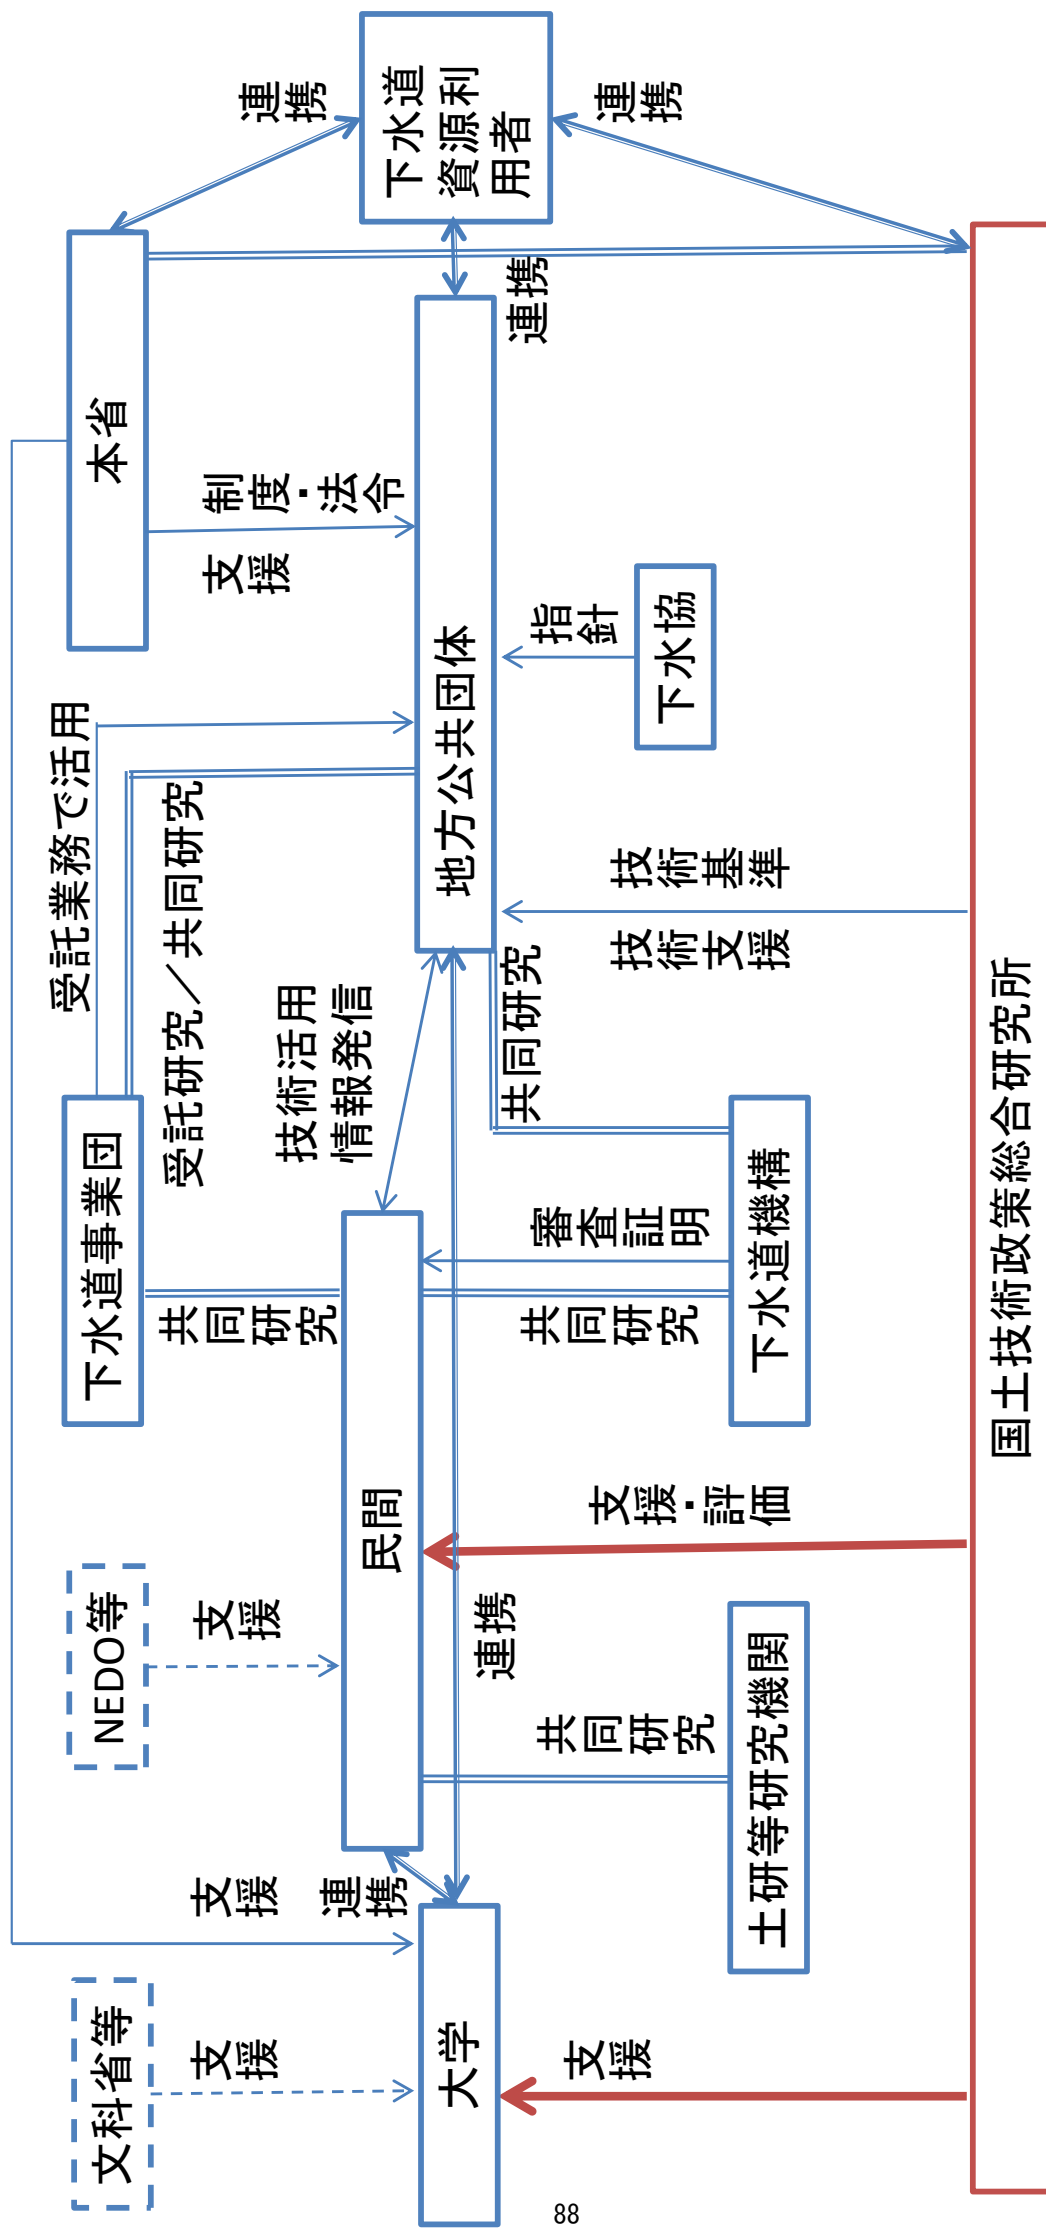 文科省等
NEDO等
下水道事業団
受託業務で活用
本省
支援
支援
連携
支援
共同研究
受託研究／共同研究
技術活用
情報発信
支援
制度・法令
連携
大学
民間
地方公共団体
下水道
資源利
用者
連携
共同研究
連携
支援
共同研究
支援・評価
共同研究
審査証明
技術支援
技術基準
指針
連携
土研等研究機関
下水道機構
下水協
国土技術政策総合研究所
88